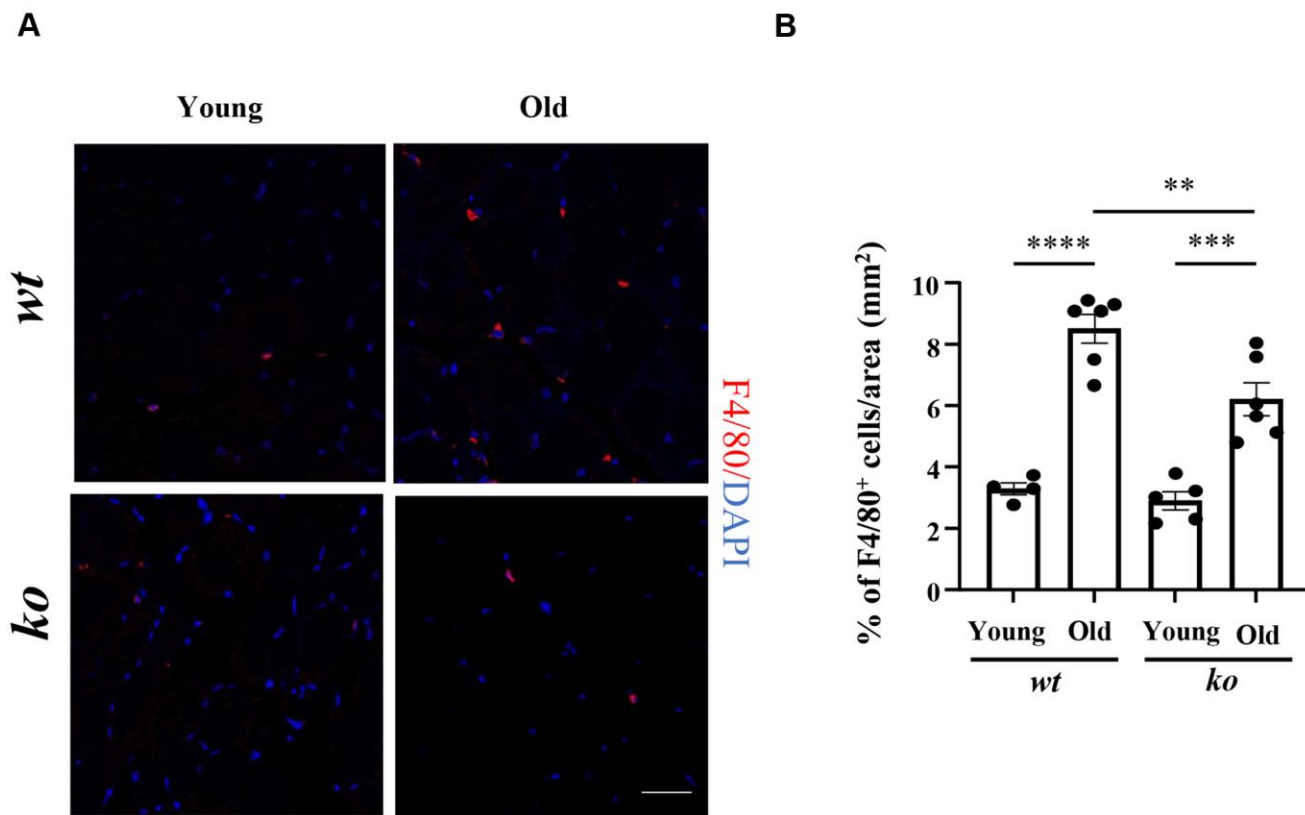 A
B
Young
Old
wt
ko
F4/80/DAPI
**
****
***
% of F4/80⁺ cells/area (mm²)
10
8
6
4
2
0
Young Old Young Old
wt ko